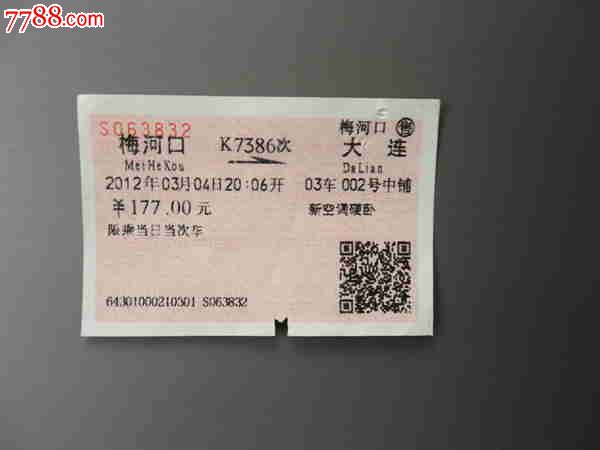 7788.com
S063832
梅河口 售
梅河口 K7386次 大连
MeiHeKou DaLian
2012年03月04日20:06开 03车 002号中铺
¥177.00元 新空调硬卧
限乘当日当次车
64301000210301 S063832